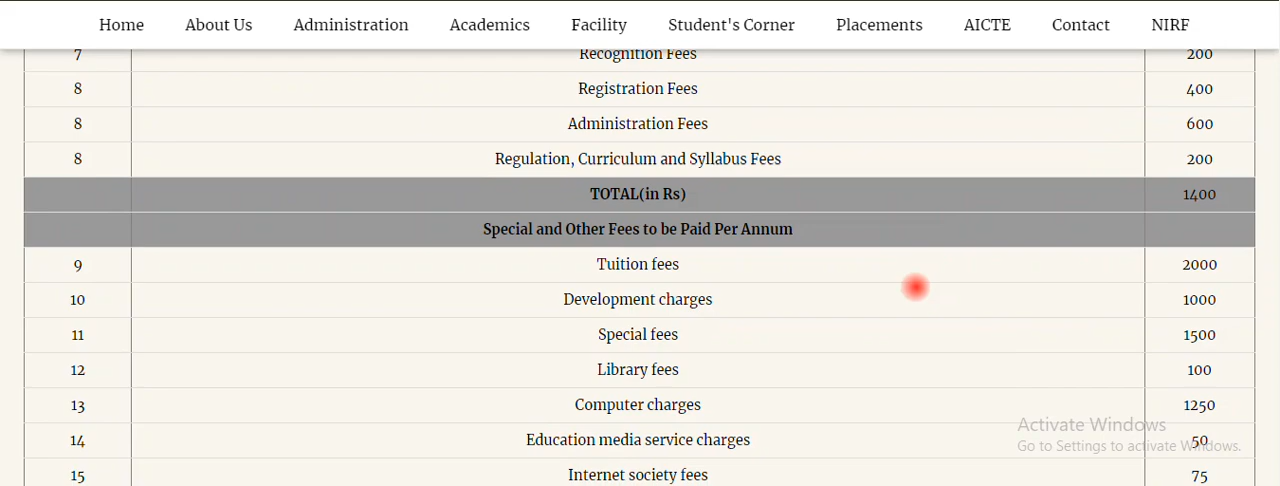 Home About Us Administration Academics Facility Student's Corner Placements AICTE Contact NIRF
7 Recognition Fees 200
8 Registration Fees 400
8 Administration Fees 600
8 Regulation, Curriculum and Syllabus Fees 200
TOTAL(in Rs) 1400
Special and Other Fees to be Paid Per Annum
9 Tuition fees 2000
10 Development charges 1000
11 Special fees 1500
12 Library fees 100
13 Computer charges 1250
Activate Windows
14 Education media service charges 50
Go to Settings to activate Windows.
15 Internet society fees 75